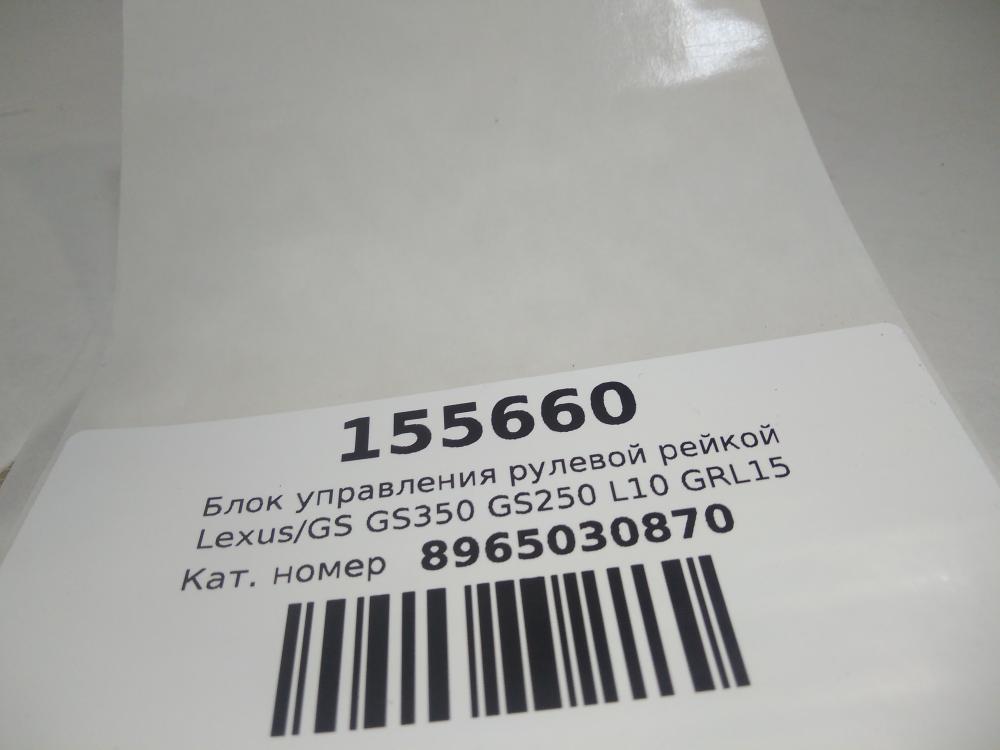 155660
Блок управления рулевой рейкой
Lexus/GS GS350 GS250 L10 GRL15
Кат. номер 8965030870